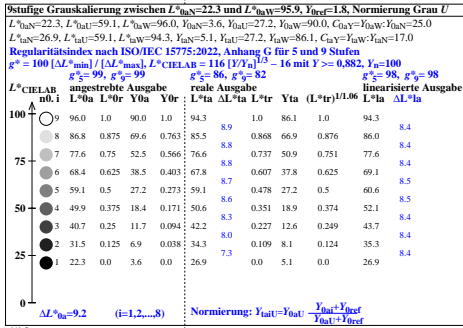 9stufige Grauskalierung zwischen L*0aN=22.3 und L*0aW=95.9, Y0ref=1.8, Normierung Grau U
L*0aN=22.3, L*0aU=59.1, L*0aW=96.0, Y0aN=3.6, Y0aU=27.2, Y0aW=90.0, C0aY=Y0aW:Y0aN=25.0
L*taN=26.9, L*taU=59.1, L*taW=94.3, YtaN=5.1, YtaU=27.2, YtaW=86.1, CtaY=YtaW:YtaN=17.0
Regularitätsindex nach ISO/IEC 15775:2022, Anhang G für 5 und 9 Stufen
g* = 100 [ΔL*min] / [ΔL*max], L*CIELAB = 116 [Y/Yn]1/3 - 16 mit Y >= 0,882, Yn=100
g*5= 99, g*9= 99 g*5= 86, g*9= 82 g*5= 98, g*9= 98
L*CIELAB angestrebte Ausgabe reale Ausgabe linearisierte Ausgabe
n0. i L*0a L*0r Y0a Y0r L*ta ΔL*ta L*tr Yta (L*tr)1/1.06 L*la ΔL*la
100
9 96.0 1.0 90.0 1.0 94.3 1.0 86.1 1.0 94.3
8.9 8.4
8 86.8 0.875 69.6 0.763 85.5 0.868 66.9 0.876 86.0
8.8 8.4
75
7 77.6 0.75 52.5 0.566 76.6 0.737 50.9 0.751 77.6
8.8 8.4
6 68.4 0.625 38.5 0.403 67.8 0.607 37.8 0.625 69.1
8.7 8.5
5 59.1 0.5 27.2 0.273 59.1 0.478 27.2 0.5 60.6
8.6 8.5
50
4 49.9 0.375 18.4 0.171 50.6 0.351 18.9 0.374 52.1
8.3 8.4
3 40.7 0.25 11.7 0.094 42.2 0.227 12.6 0.249 43.7
8.0 8.4
2 31.5 0.125 6.9 0.038 34.3 0.109 8.1 0.124 35.3
7.3 8.4
25
1 22.3 0.0 3.6 0.0 26.9 0.0 5.1 0.0 26.9
0
ΔL*0a=9.2 (i=1,2,...,8) Normierung: YtaiU=Y0aU Y0ai+Y0ref
Y0aU+Y0ref